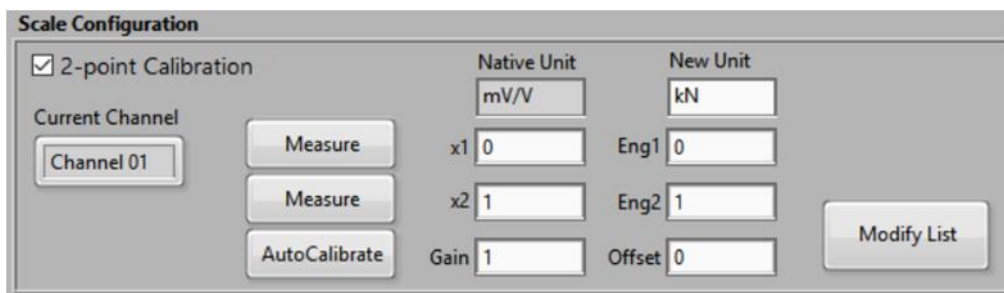 Scale Configuration
2-point Calibration
Native Unit New Unit
mV/V kN
Current Channel
Channel 01
Measure x1 0 Eng1 0
Measure x2 1 Eng2 1
AutoCalibrate Gain 1 Offset 0
Modify List